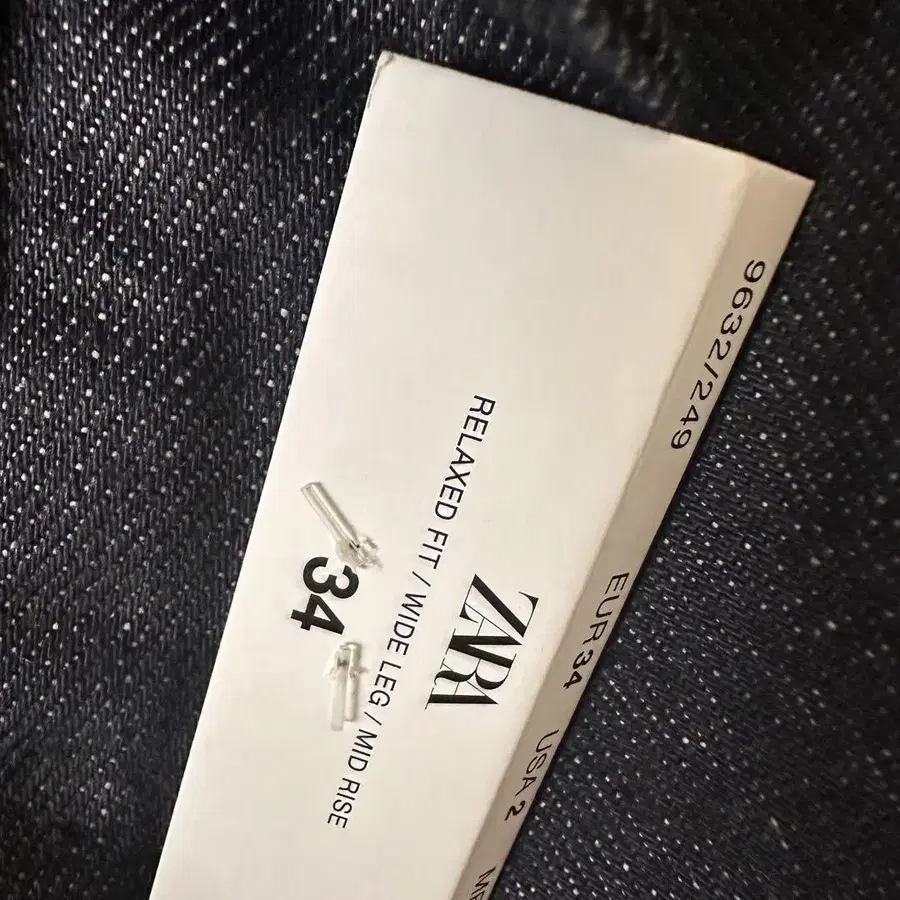 9632/249 EUR 34 USA 2
ZARA
RELAXED FIT / WIDE LEG / MID RISE
34